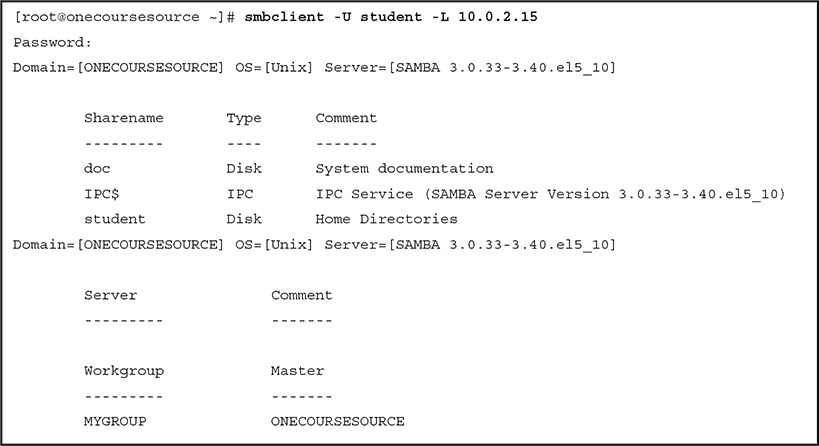 [root@onecoursesource ~]# smbclient -U student -L 10.0.2.15
Password:
Domain=[ONECOURSESOURCE] OS=[Unix] Server=[SAMBA 3.0.33-3.40.el5_10]
Sharename Type Comment
--------- ---- -------
doc Disk System documentation
IPC$ IPC IPC Service (SAMBA Server Version 3.0.33-3.40.el5_10)
student Disk Home Directories
Domain=[ONECOURSESOURCE] OS=[Unix] Server=[SAMBA 3.0.33-3.40.el5_10]
Server Comment
--------- -------
Workgroup Master
--------- -------
MYGROUP ONECOURSESOURCE